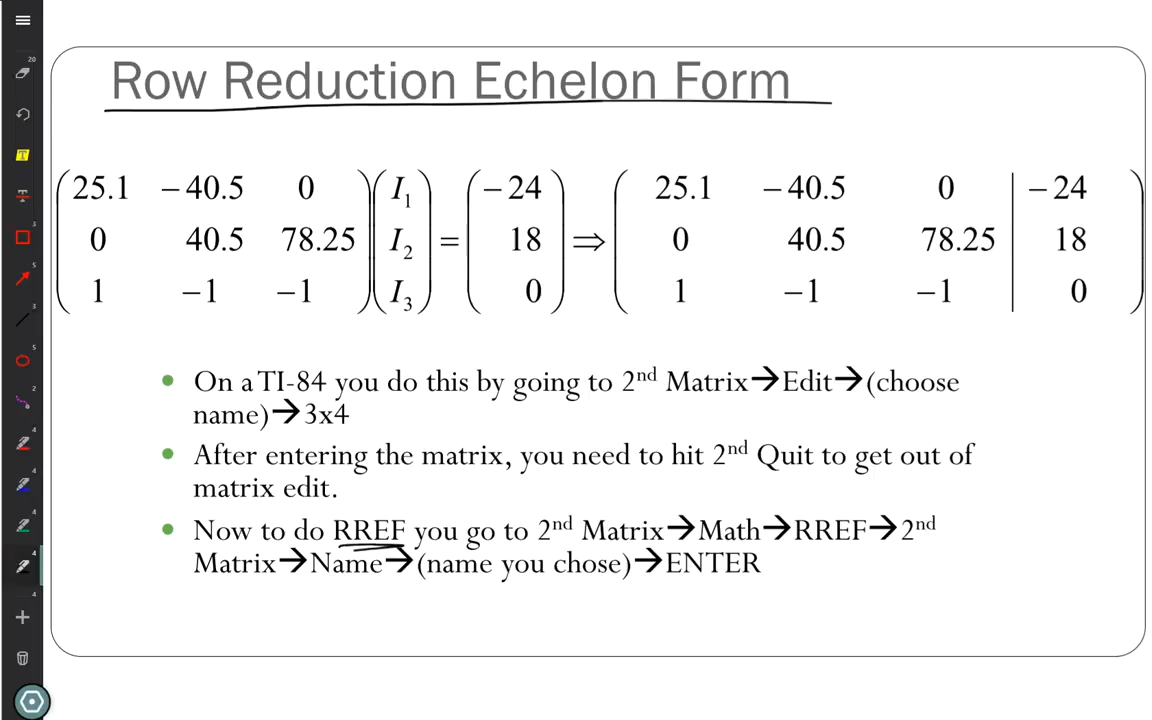 Row Reduction Echelon Form
25.1 −40.5 0 I1 −24 25.1 −40.5 0 −24
0 40.5 78.25 I2 = 18 ⇒ 0 40.5 78.25 18
1 −1 −1 I3 0 1 −1 −1 0
• On a TI-84 you do this by going to 2nd Matrix→Edit→(choose
name)→3x4
• After entering the matrix, you need to hit 2nd Quit to get out of
matrix edit.
• Now to do RREF you go to 2nd Matrix→Math→RREF→2nd
Matrix→Name→(name you chose)→ENTER